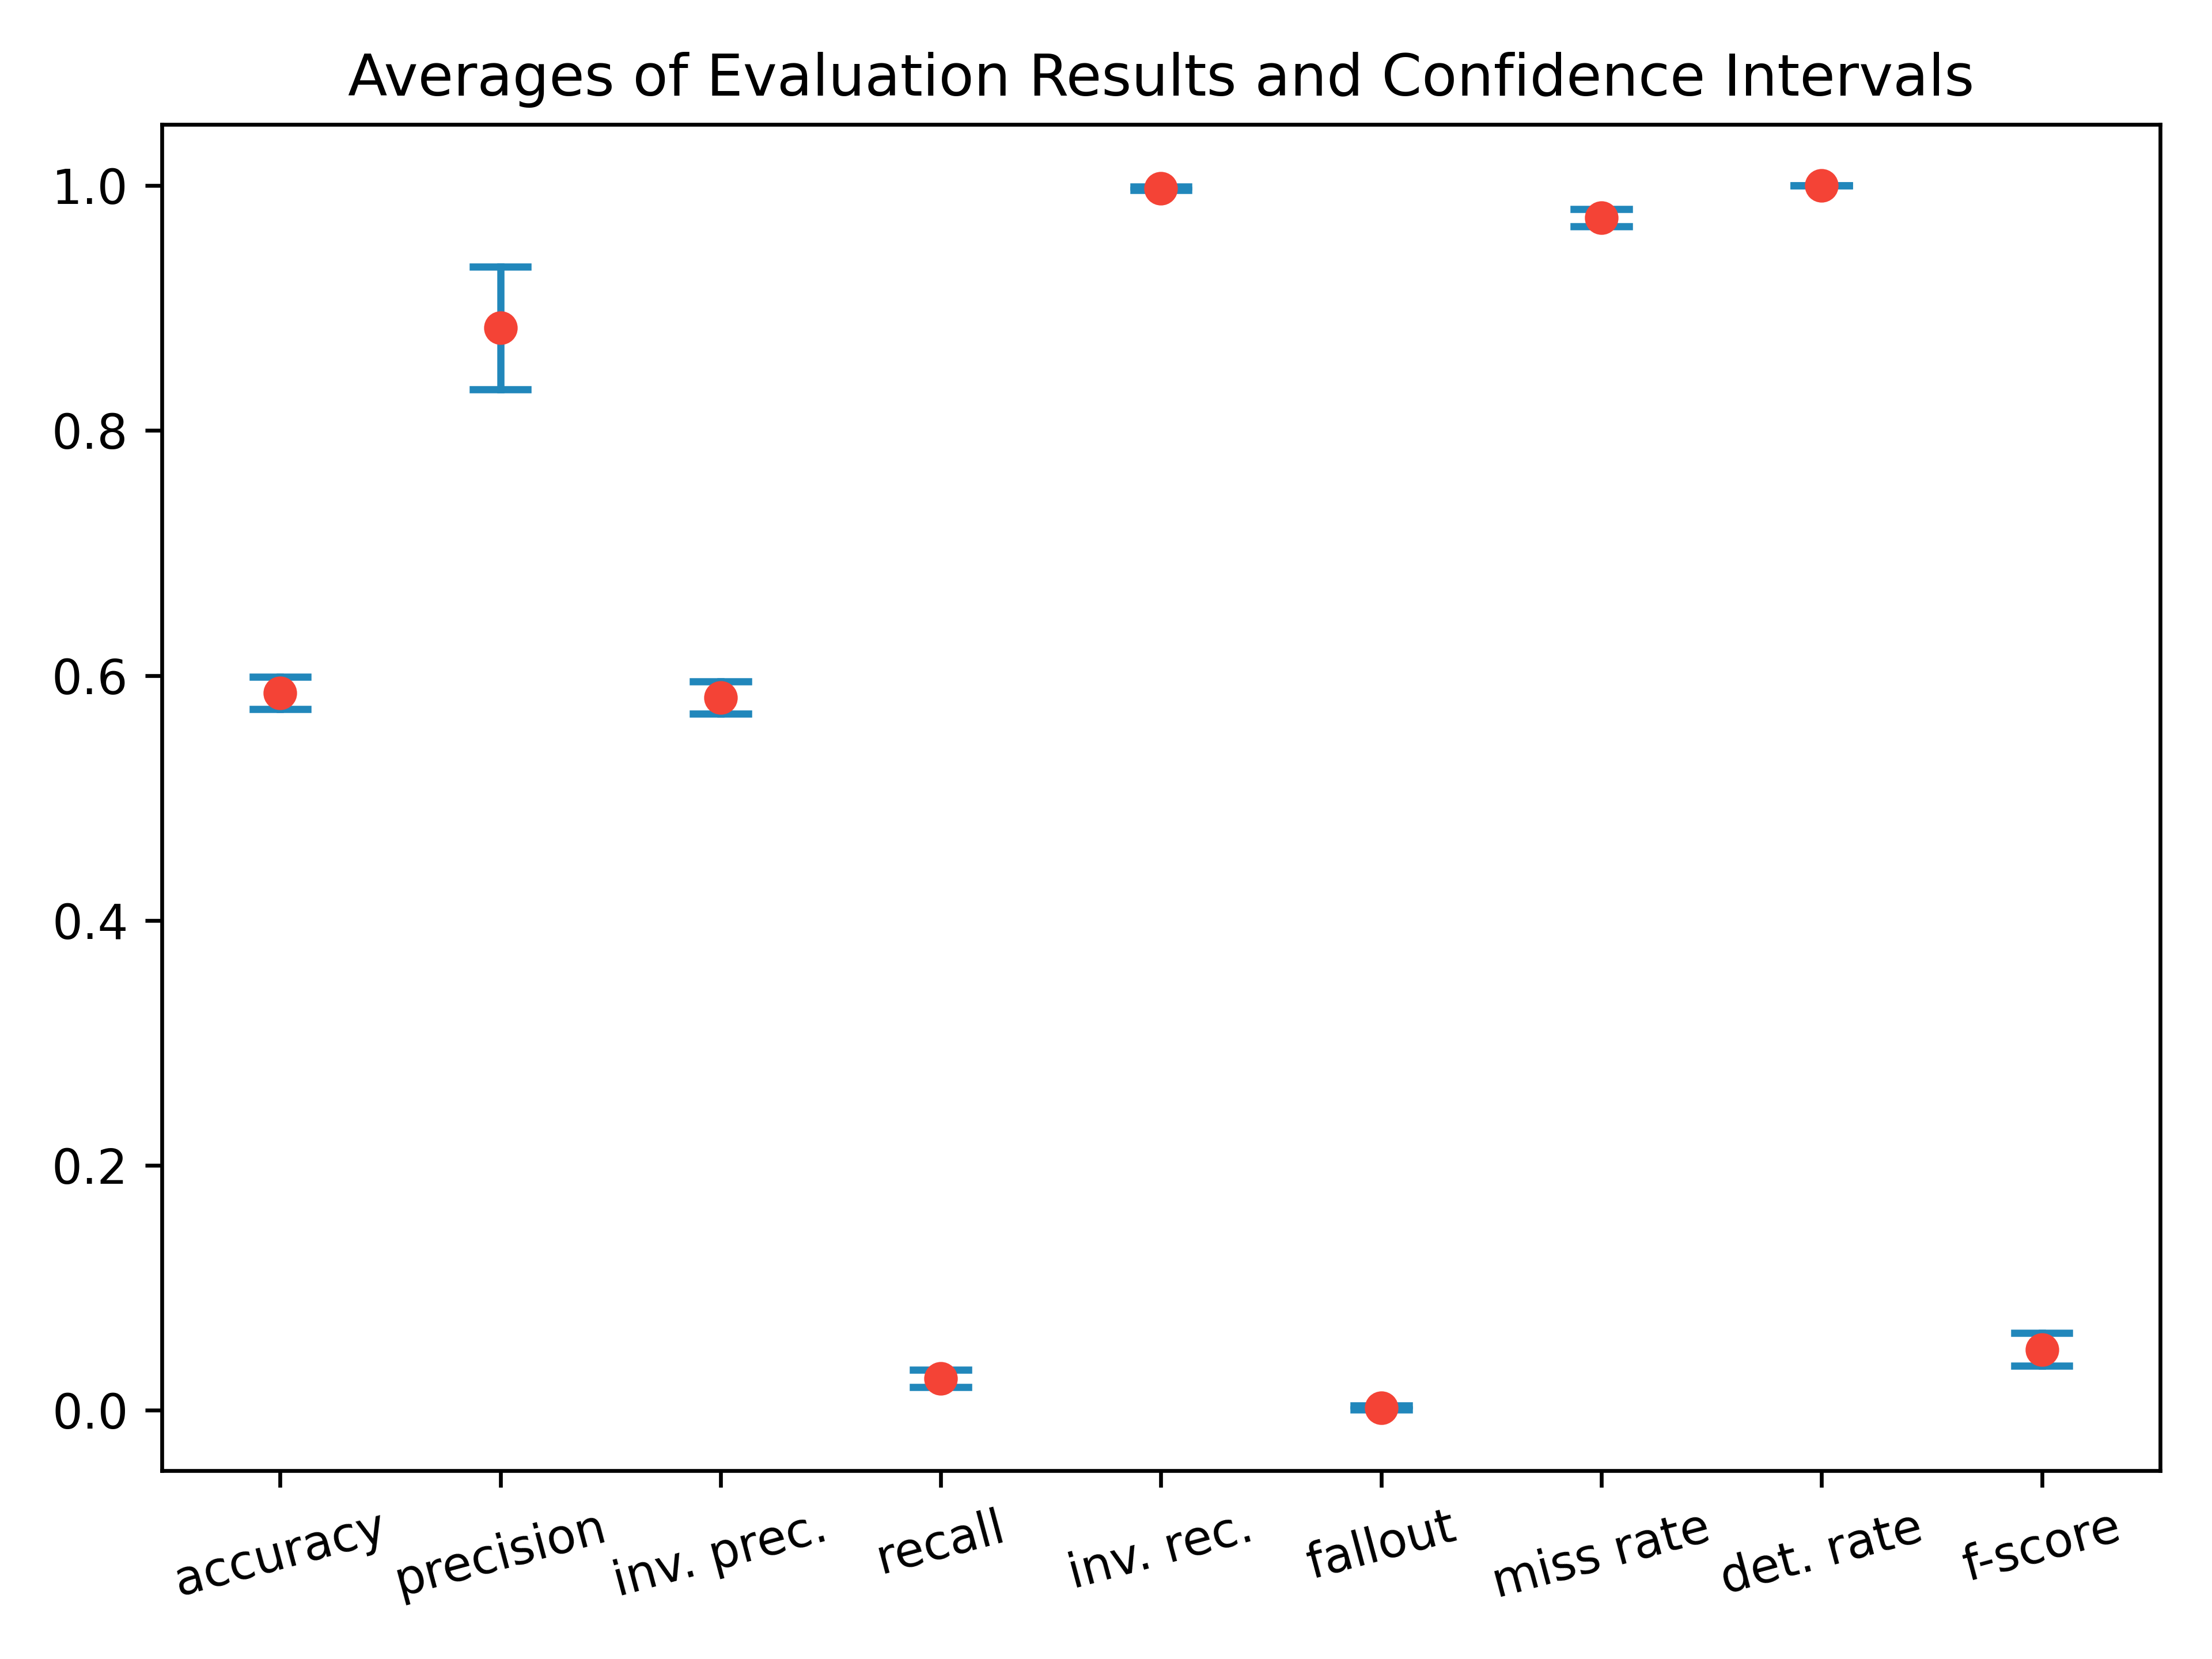 Averages of Evaluation Results and Confidence Intervals
1.0
0.8
0.6
0.4
0.2
0.0
accuracy
precision
inv. prec.
recall
inv. rec.
fallout
miss rate
det. rate
f-score